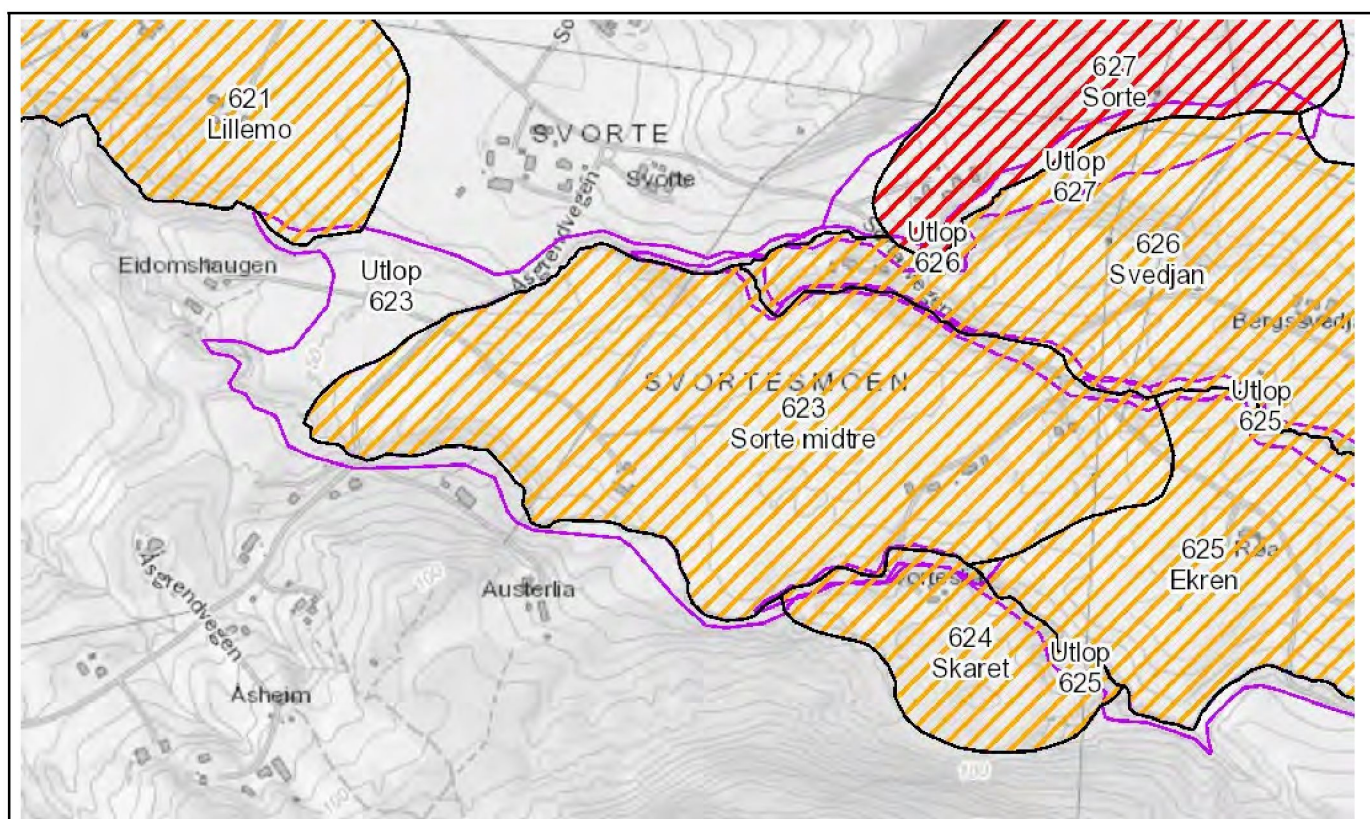 627
Sorte
621
Lillemo
SVORTE
Svorte
Utlop
627
Åsgrendvegen
Utlop
626
626
Svedjan
Eidomshaugen
Utlop
623
SVORTESMOEN
623
Sorte midtre
Utlop
625
625
Ekren
Austerlia
Åsgrendvegen
100
624
Skaret
Utlop
625
Åsheim
100
100